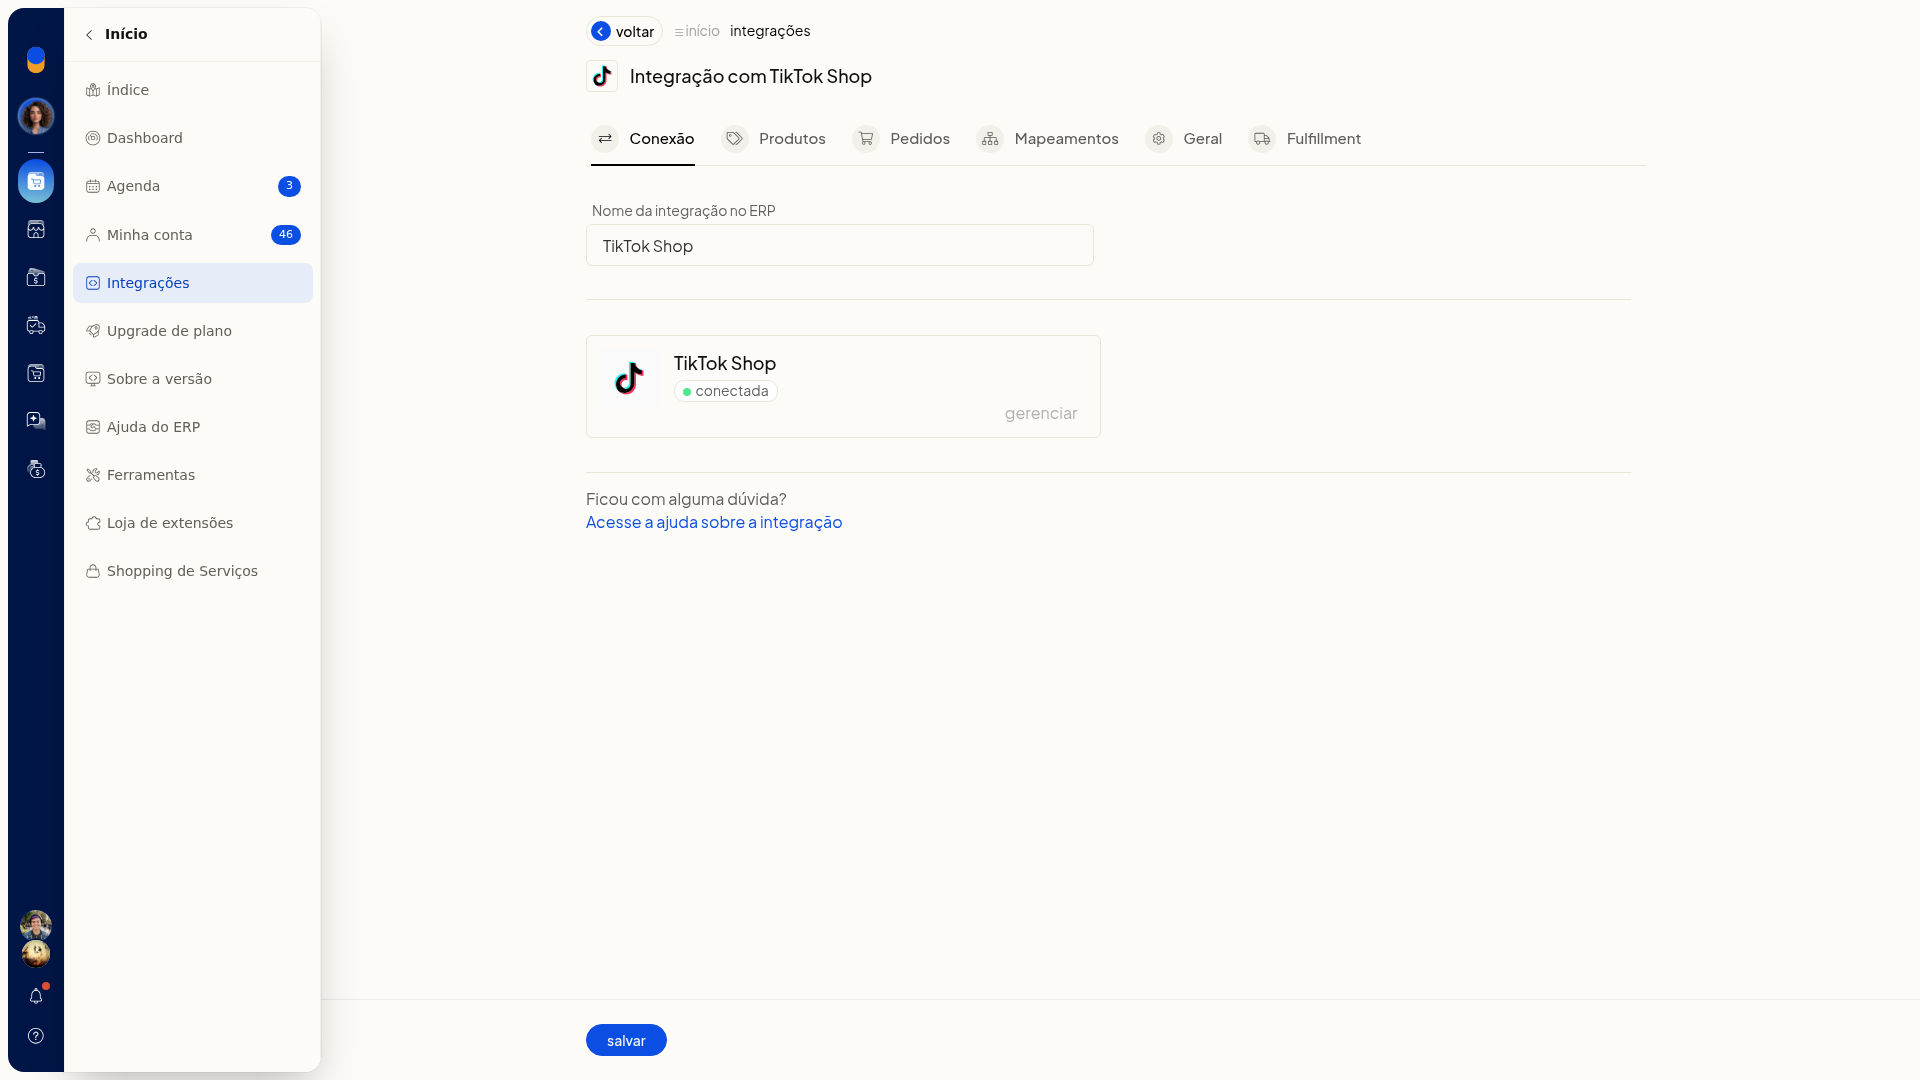 Início
Índice
Dashboard
Agenda 3
Minha conta 46
Integrações
Upgrade de plano
Sobre a versão
Ajuda do ERP
Ferramentas
Loja de extensões
Shopping de Serviços
voltar início integrações
Integração com TikTok Shop
Conexão Produtos Pedidos Mapeamentos Geral Fulfillment
Nome da integração no ERP
TikTok Shop
TikTok Shop
conectada
gerenciar
Ficou com alguma dúvida?
Acesse a ajuda sobre a integração
salvar